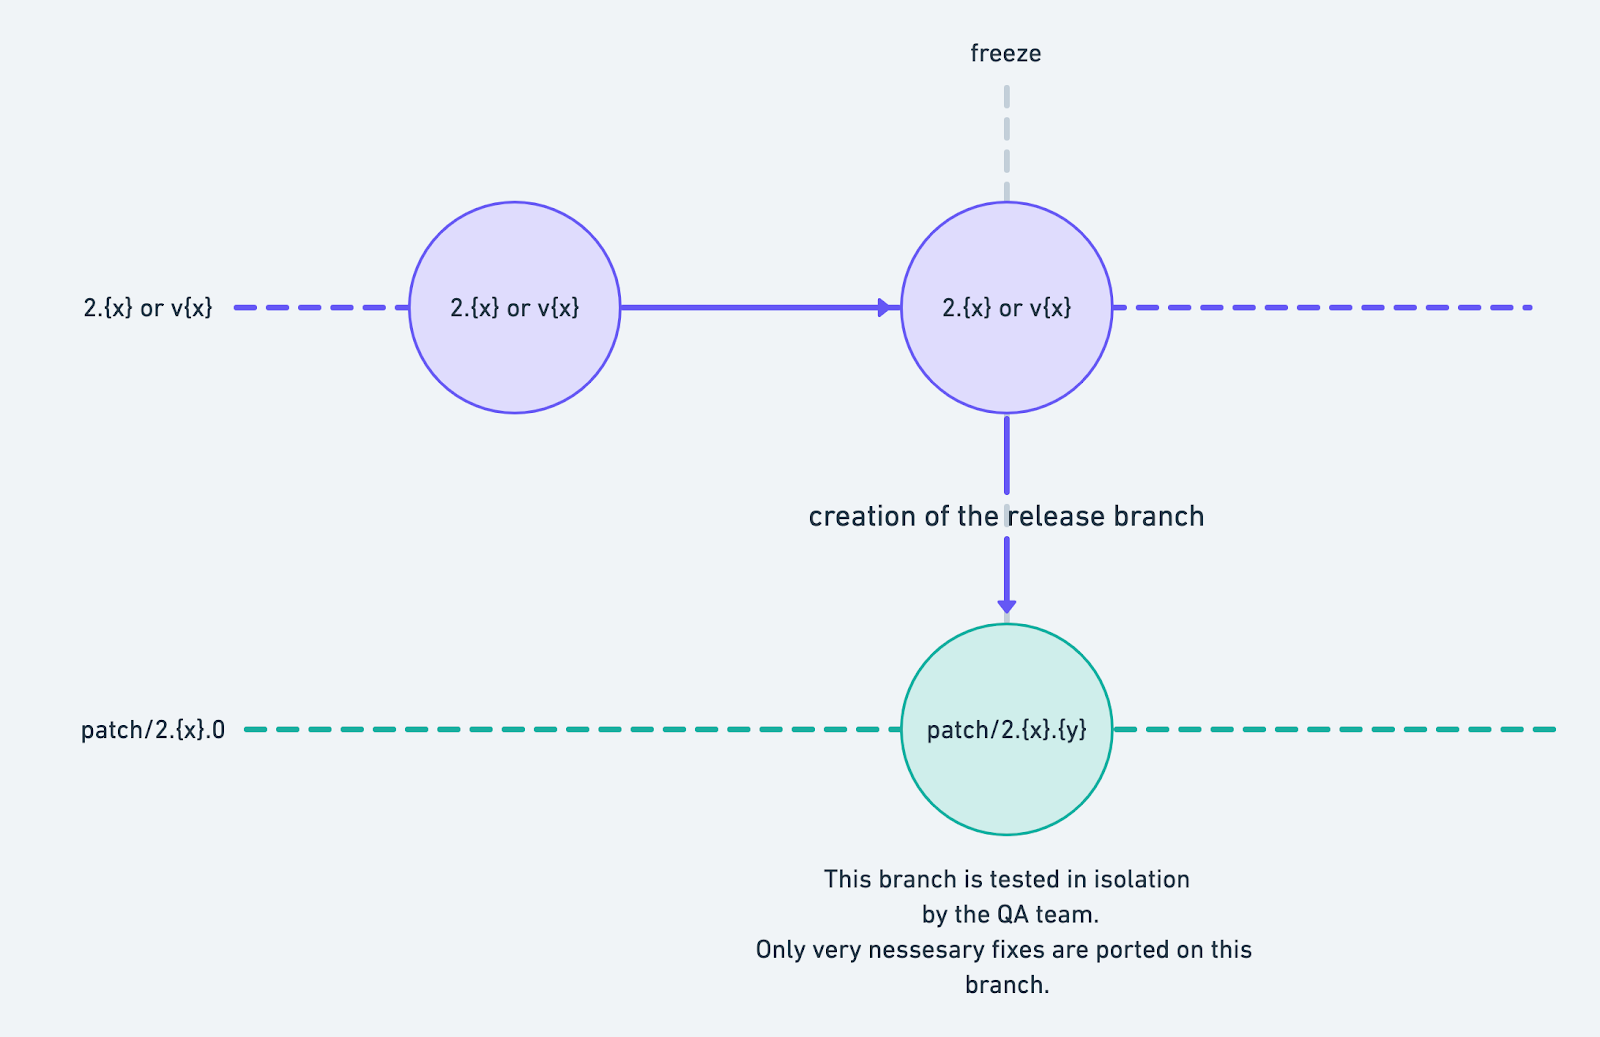 freeze
2.{x} or v{x}
2.{x} or v{x}
2.{x} or v{x}
creation of the release branch
patch/2.{x}.0
patch/2.{x}.{y}
This branch is tested in isolation
by the QA team.
Only very nessesary fixes are ported on this
branch.